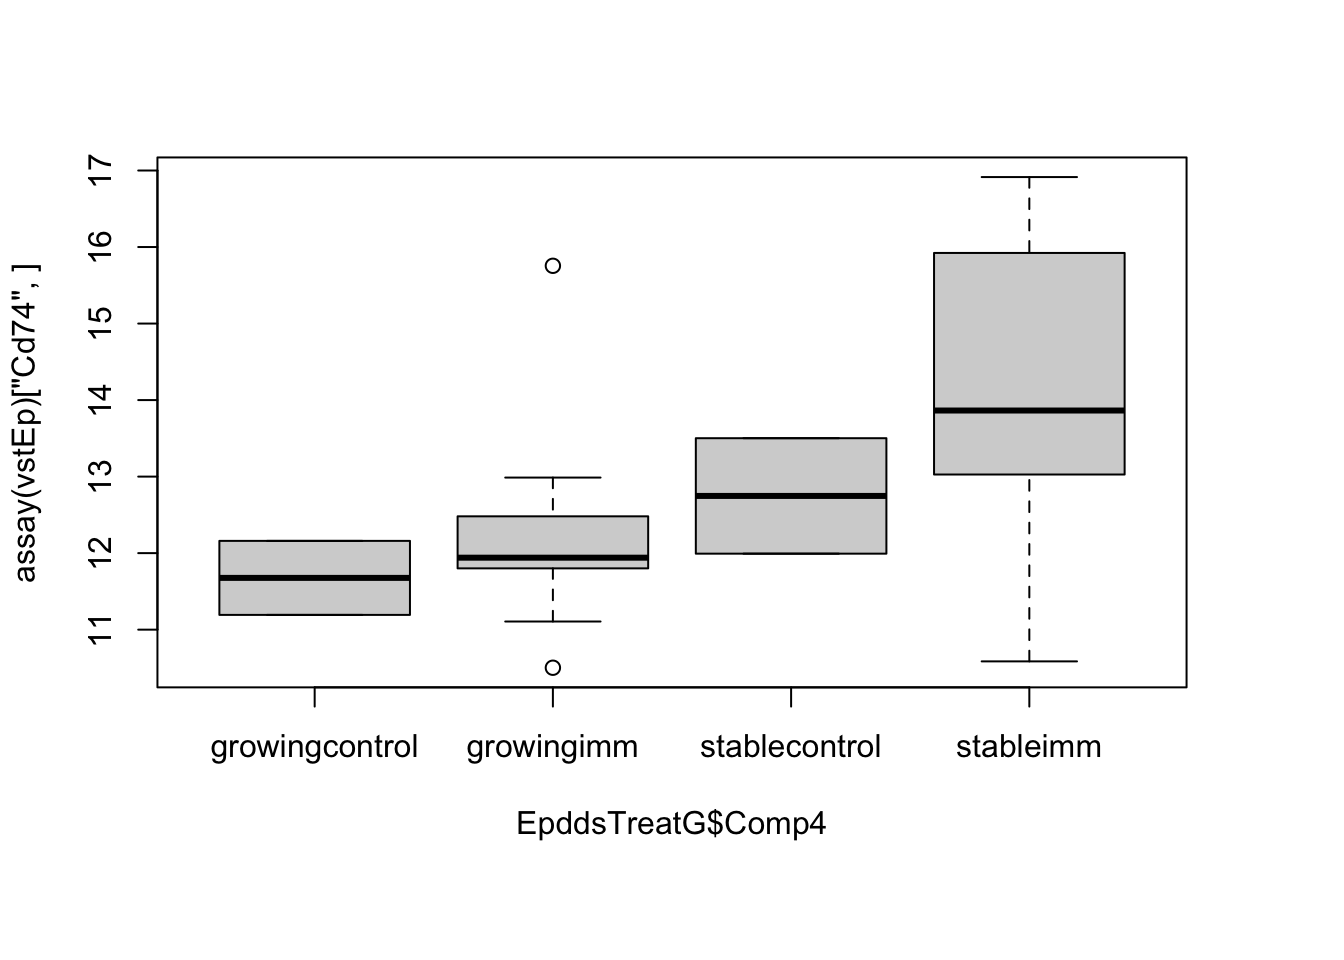 assay(vstEp)["Cd74", ]
17
16
15
14
13
12
11
growingcontrol growingimm stablecontrol stableimm
EpddsTreatG$Comp4